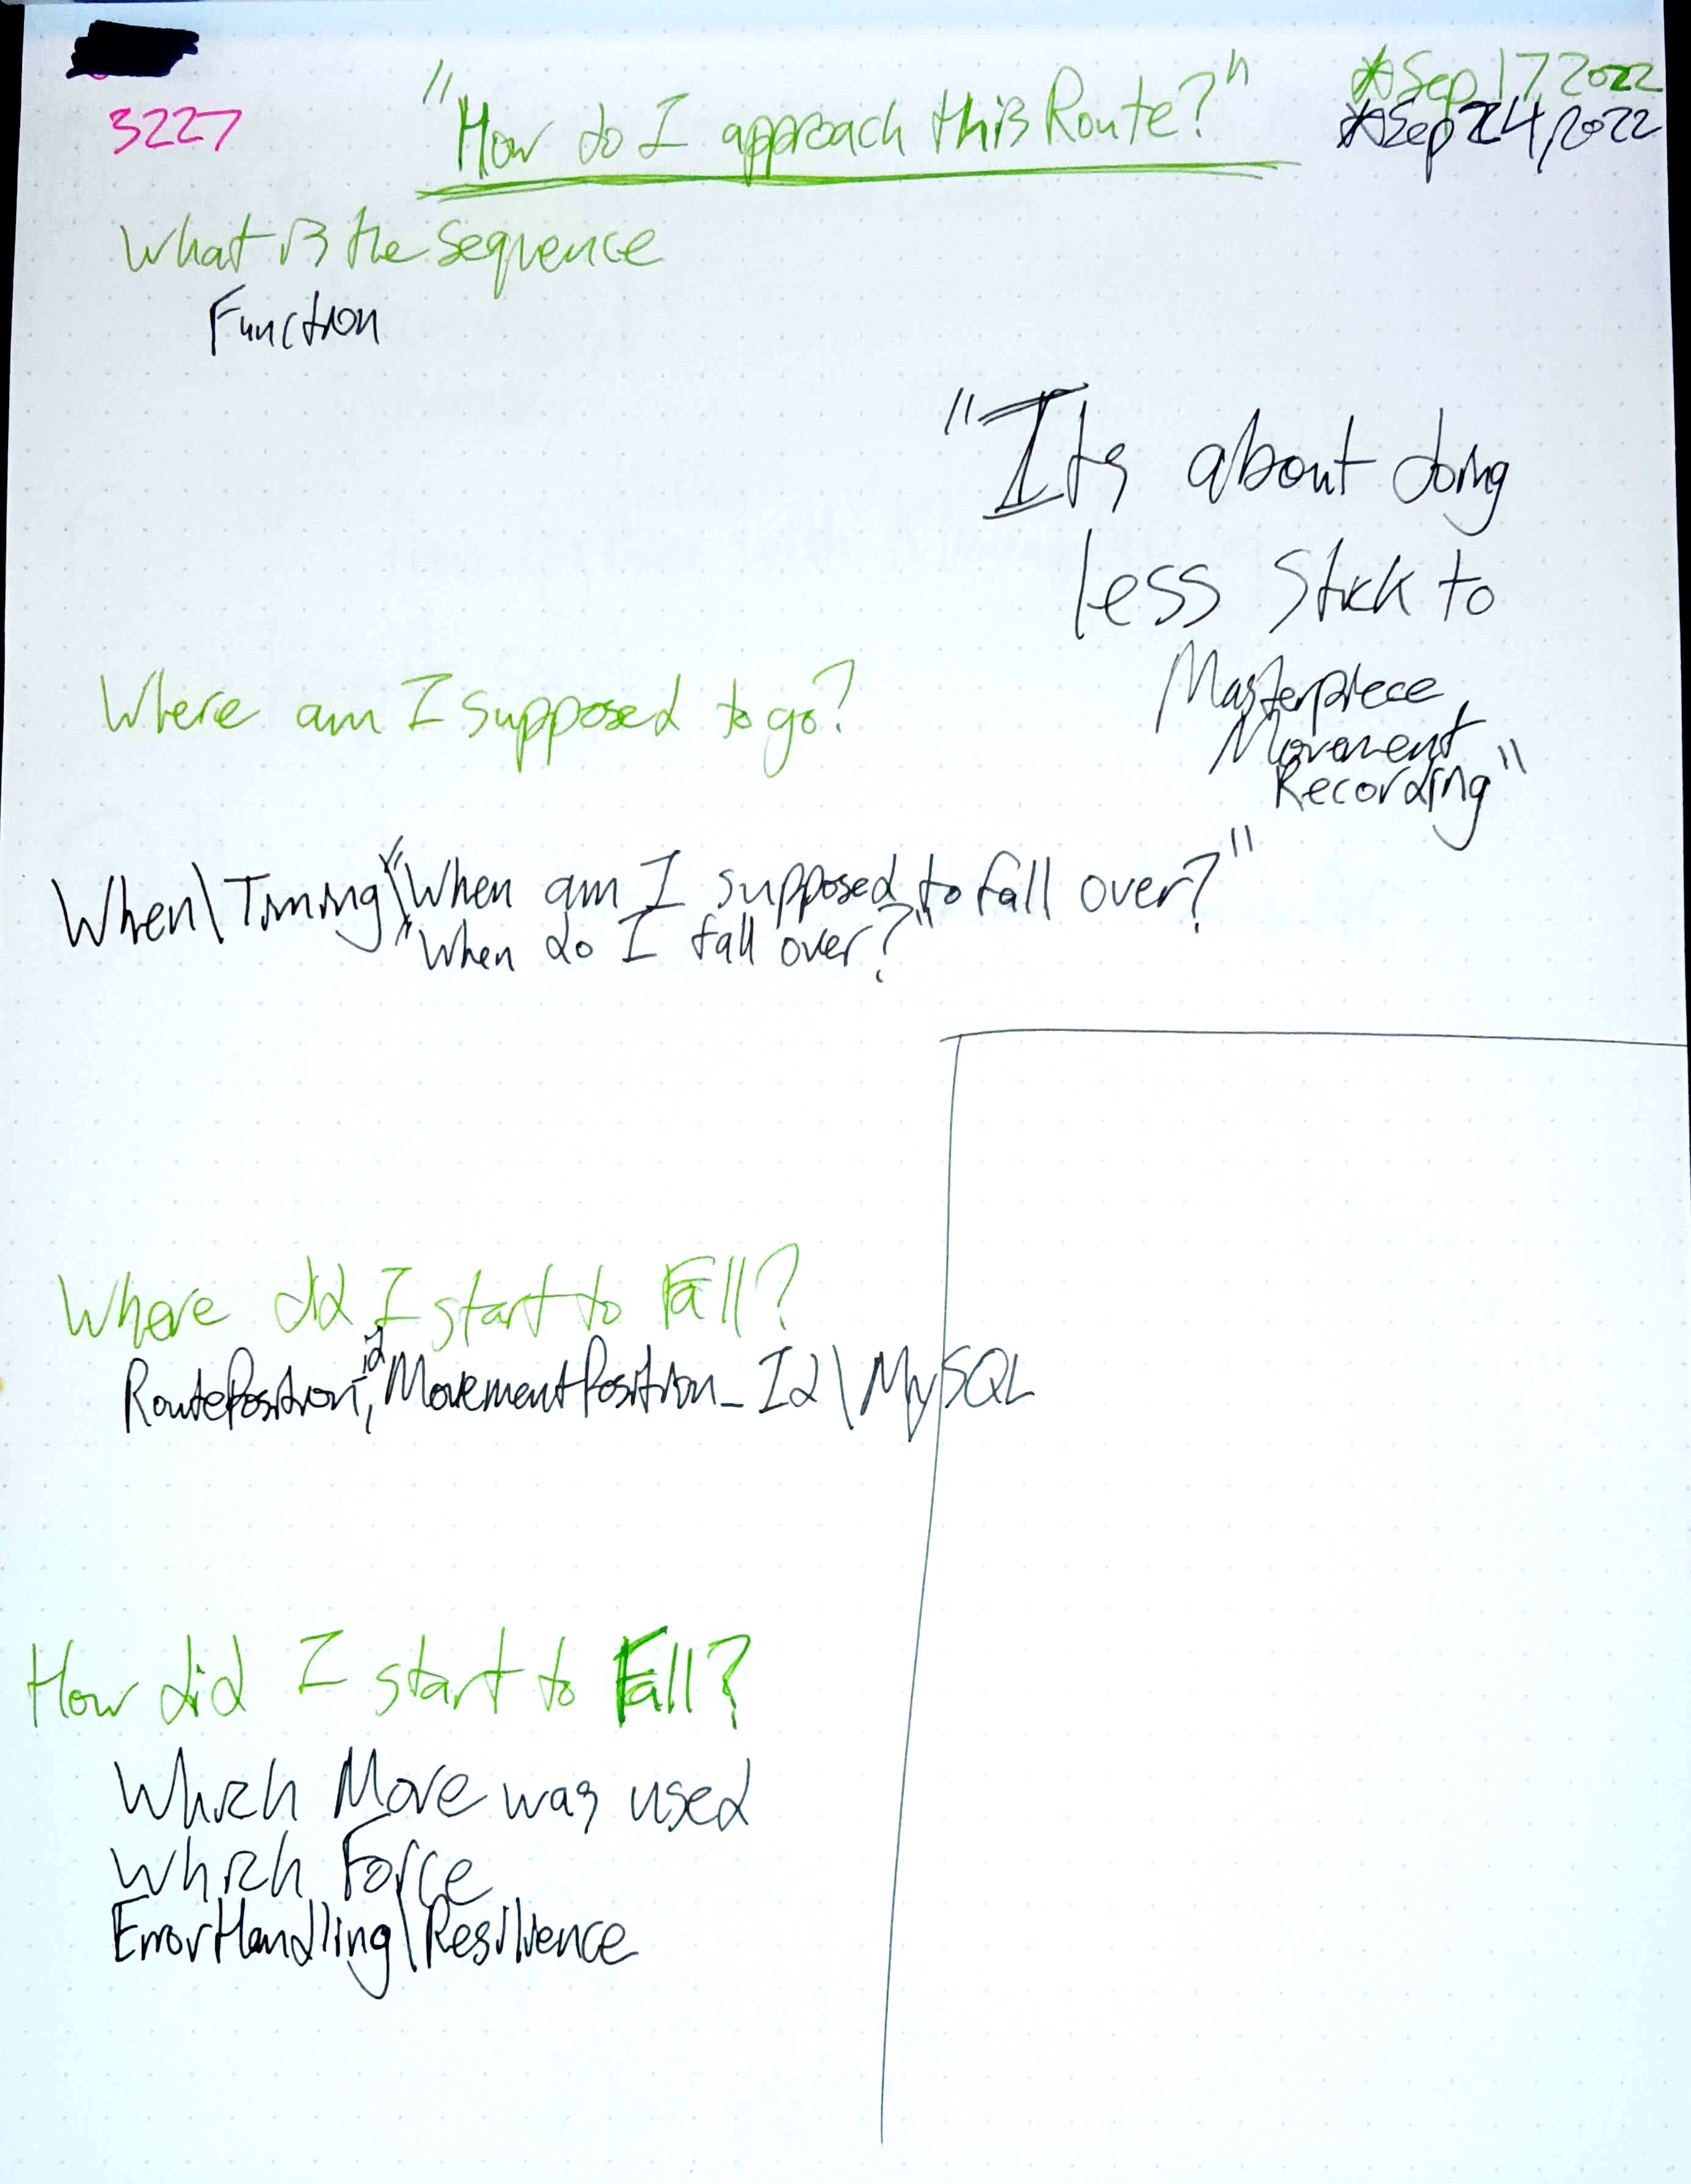 3227
"How do I approach this Route?"
*Sep 17 2022
*Sep 24, 2022
What is the sequence
Function
"Its about doing
less stick to
Masterpiece
Movement
Recording"
Where am I supposed to go?
When\Timing\"When am I supposed to fall over?"
"When do I fall over?"
Where did I start to Fall?
RoutePosition_id, MovementPosition_Id\MySQL
How did I start to Fall?
Which Move was used
Which Force
ErrorHandling\Resilience